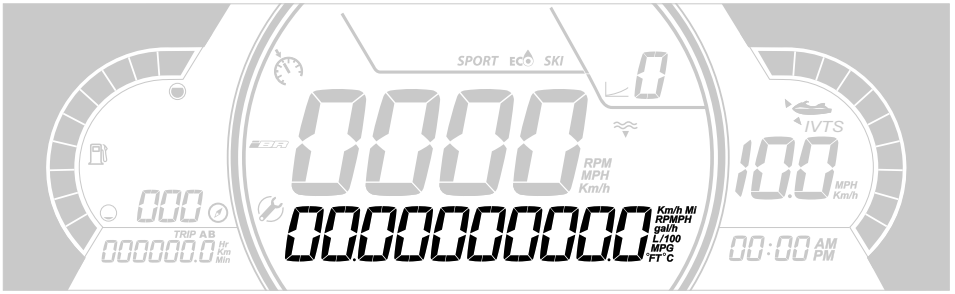 SPORT ECO SKI
0
IVTS
0000
RPM
MPH
Km/h
iBR
10.0
MPH
Km/h
000
TRIP A B
000000.0
Hr
Km
Min
00.00000000.0
Km/h Mi
RPMPH
gal/h
L/100
MPG
°FT°C
00:00 AM
PM